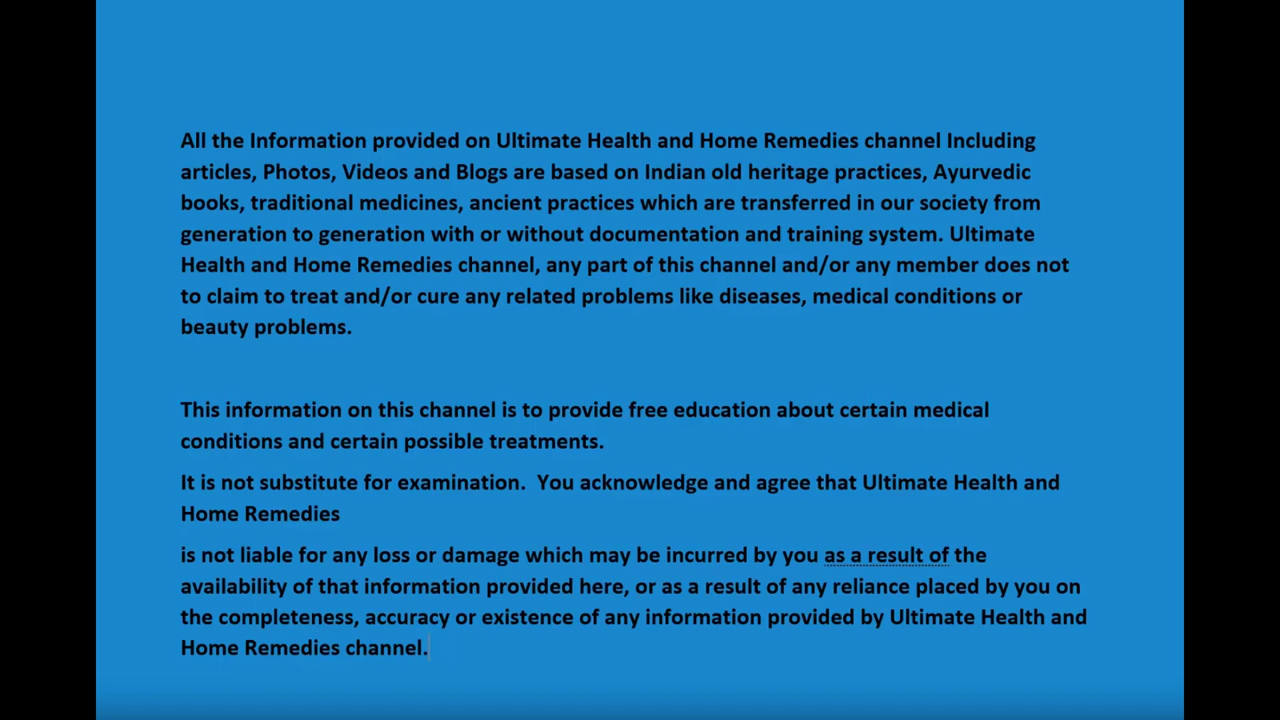 All the Information provided on Ultimate Health and Home Remedies channel Including
articles, Photos, Videos and Blogs are based on Indian old heritage practices, Ayurvedic
books, traditional medicines, ancient practices which are transferred in our society from
generation to generation with or without documentation and training system. Ultimate
Health and Home Remedies channel, any part of this channel and/or any member does not
to claim to treat and/or cure any related problems like diseases, medical conditions or
beauty problems.
This information on this channel is to provide free education about certain medical
conditions and certain possible treatments.
It is not substitute for examination.  You acknowledge and agree that Ultimate Health and
Home Remedies
is not liable for any loss or damage which may be incurred by you as a result of the
availability of that information provided here, or as a result of any reliance placed by you on
the completeness, accuracy or existence of any information provided by Ultimate Health and
Home Remedies channel.